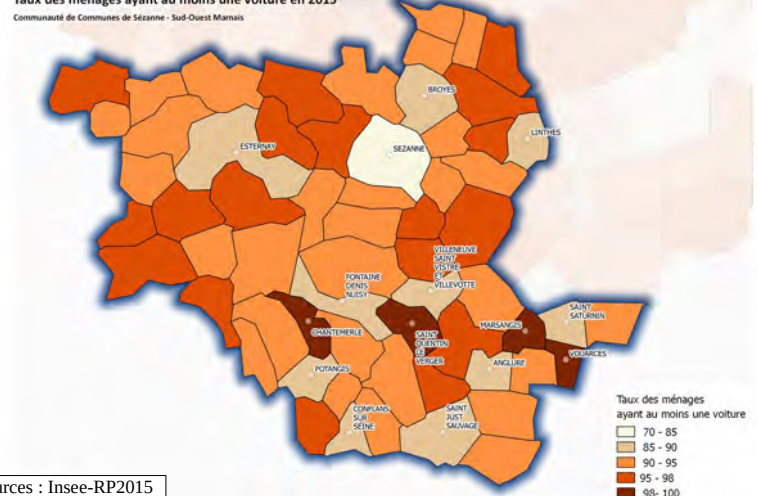 Taux des ménages ayant au moins une voiture en 2015
Communauté de Communes de Sézanne - Sud-Ouest Marnais
BROYES
LINTHES
ESTERNAY
SEZANNE
VILLENEUVE
SAINT
VISTRE
ET
VILLEVOTTE
FONTAINE
DENIS
NUISY
SAINT
SATURNIN
CHANTEMERLE
SAINT
QUENTIN
LE
VERGER
MARSANGIS
VOUARCES
POTANGIS
ANGLURE
CONFLANS
SUR
SEINE
SAINT
JUST
SAUVAGE
Taux des ménages
ayant au moins une voiture
70 - 85
85 - 90
90 - 95
95 - 98
98- 100
urces : Insee-RP2015